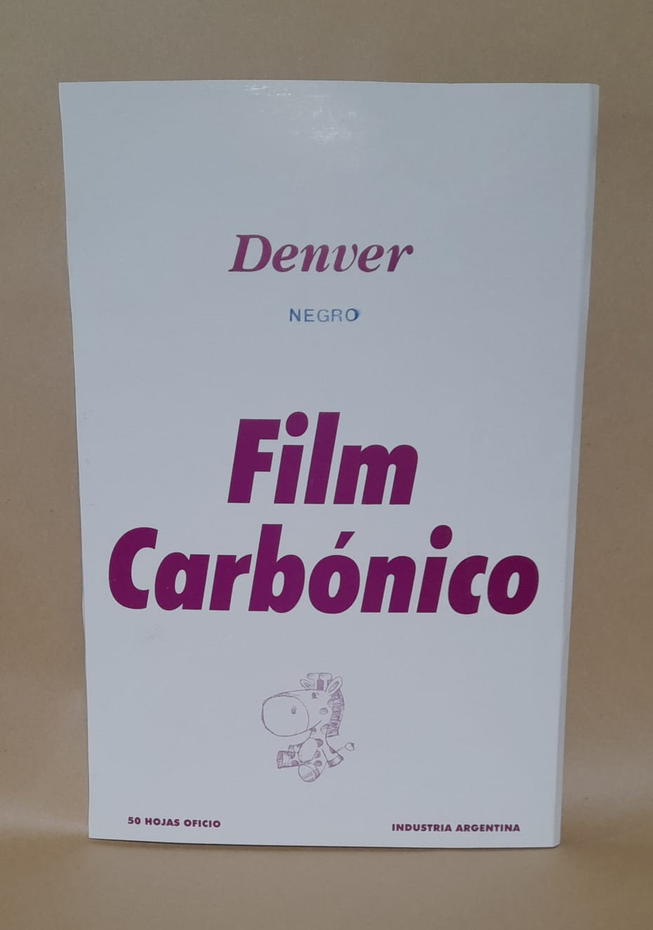 Denver
NEGRO
Film
Carbónico
50 HOJAS OFICIO
INDUSTRIA ARGENTINA